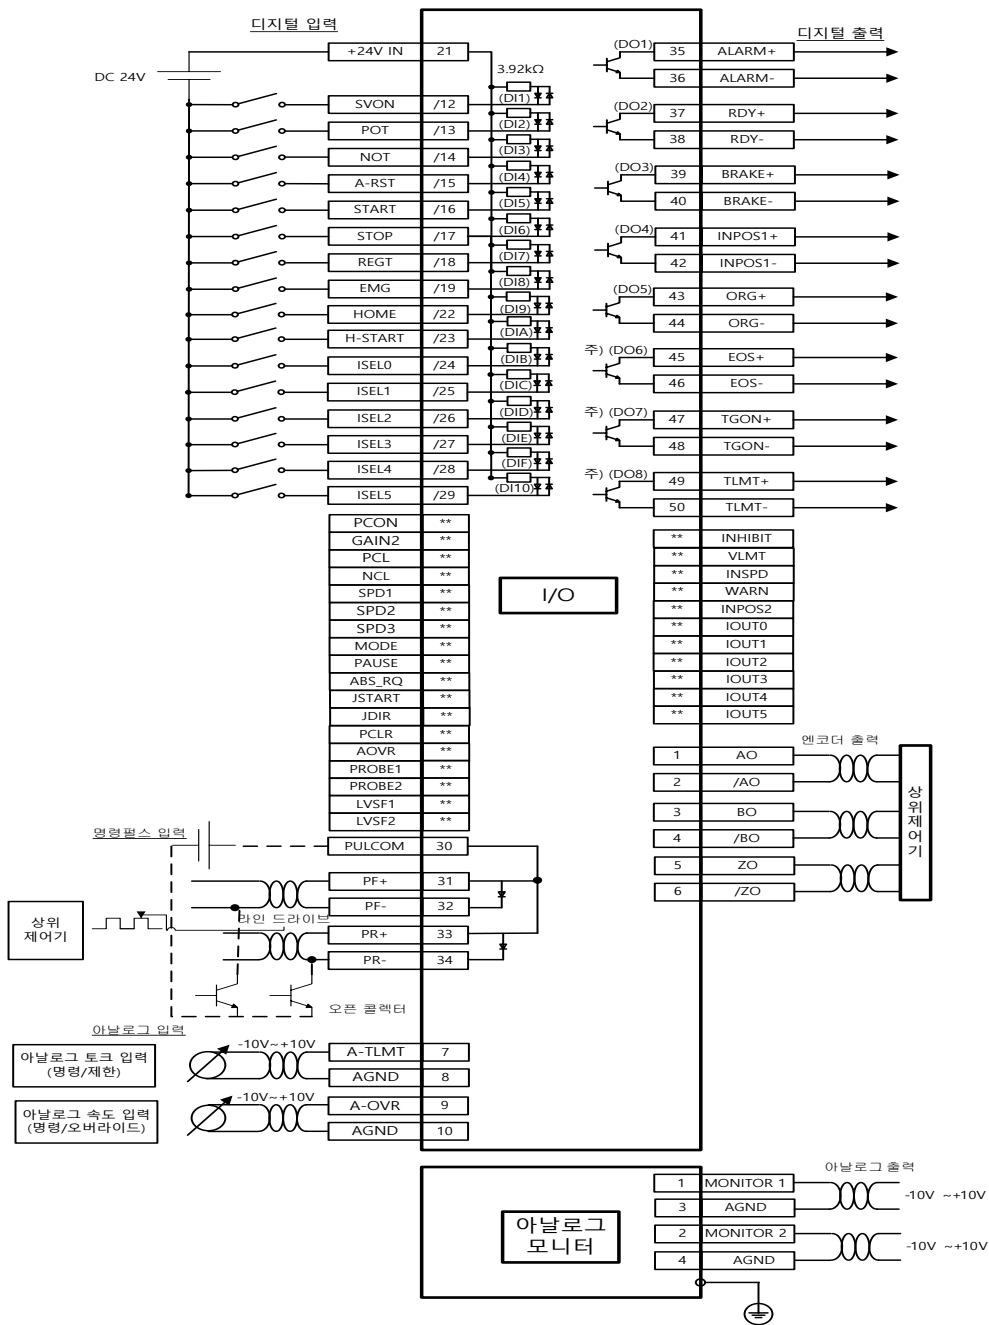 디지털 입력
디지털 출력
DC 24V
+24V IN 21
3.92kΩ
SVON /12 (DI1)
POT /13 (DI2)
NOT /14 (DI3)
A-RST /15 (DI4)
START /16 (DI5)
STOP /17 (DI6)
REGT /18 (DI7)
EMG /19 (DI8)
HOME /22 (DI9)
H-START /23 (DIA)
ISEL0 /24 (DIB)
ISEL1 /25 (DIC)
ISEL2 /26 (DID)
ISEL3 /27 (DIE)
ISEL4 /28 (DIF)
ISEL5 /29 (DI10)
PCON **
GAIN2 **
PCL **
NCL **
SPD1 **
SPD2 **
SPD3 **
MODE **
PAUSE **
ABS_RQ **
JSTART **
JDIR **
PCLR **
AOVR **
PROBE1 **
PROBE2 **
LVSF1 **
LVSF2 **
I/O
(DO1) 35 ALARM+
36 ALARM-
(DO2) 37 RDY+
38 RDY-
(DO3) 39 BRAKE+
40 BRAKE-
(DO4) 41 INPOS1+
42 INPOS1-
(DO5) 43 ORG+
44 ORG-
주) (DO6) 45 EOS+
46 EOS-
주) (DO7) 47 TGON+
48 TGON-
주) (DO8) 49 TLMT+
50 TLMT-
** INHIBIT
** VLMT
** INSPD
** WARN
** INPOS2
** IOUT0
** IOUT1
** IOUT2
** IOUT3
** IOUT4
** IOUT5
엔코더 출력
1 AO
2 /AO
3 BO
4 /BO
5 ZO
6 /ZO
상위제어기
명령펄스 입력
PULCOM 30
PF+ 31
PF- 32
라인 드라이브
PR+ 33
PR- 34
상위
제어기
오픈 콜렉터
아날로그 입력
아날로그 토크 입력
(명령/제한)
-10V~+10V
A-TLMT 7
AGND 8
아날로그 속도 입력
(명령/오버라이드)
-10V~+10V
A-OVR 9
AGND 10
아날로그
모니터
아날로그 출력
1 MONITOR 1
3 AGND
-10V ~+10V
2 MONITOR 2
4 AGND
-10V ~+10V